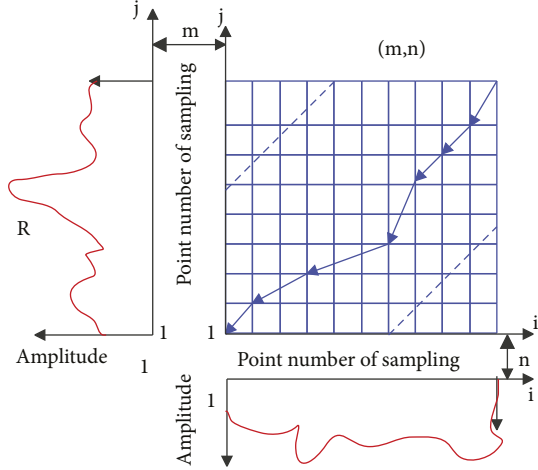 j
j
m
(m,n)
Point number of sampling
R
1
1
i
Amplitude
1
Point number of sampling
n
Amplitude
1
i